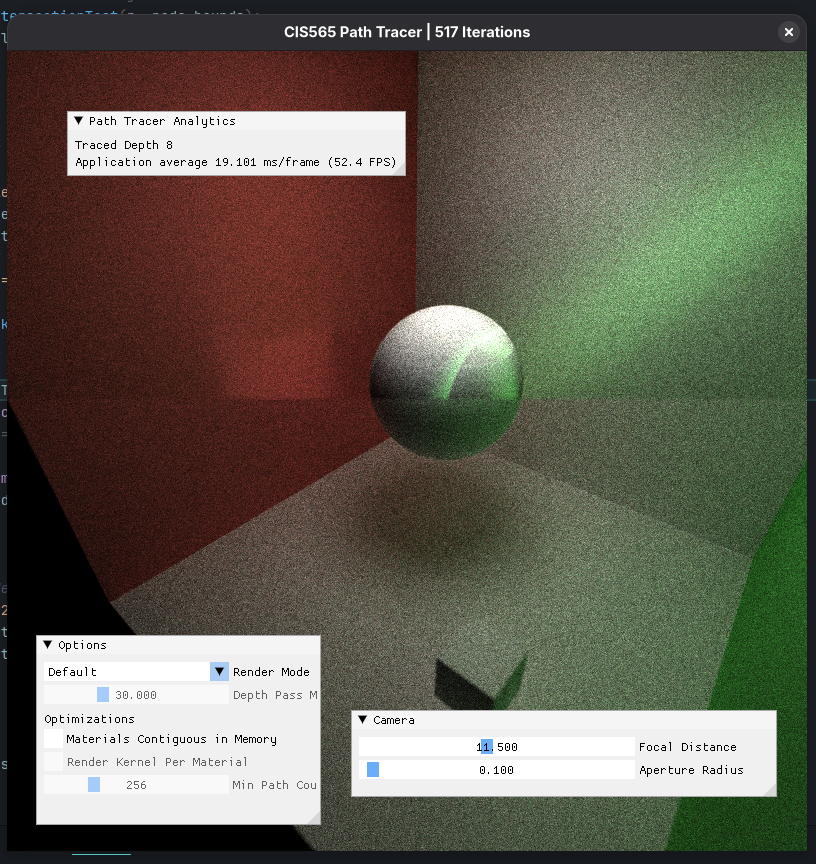 CIS565 Path Tracer | 517 Iterations
Path Tracer Analytics
Traced Depth 8
Application average 19.101 ms/frame (52.4 FPS)
Options
Default Render Mode
30.000 Depth Pass M
Optimizations
Materials Contiguous in Memory
Render Kernel Per Material
256 Min Path Cou
Camera
11.500 Focal Distance
0.100 Aperture Radius